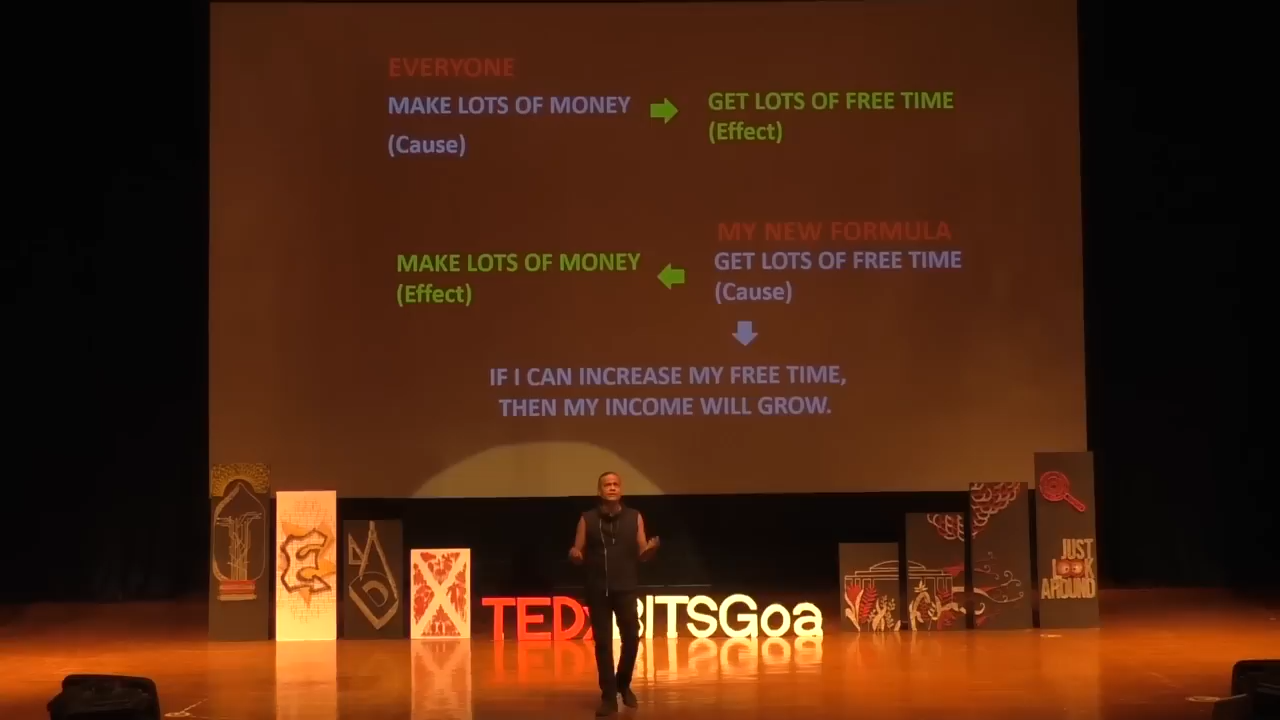 EVERYONE
MAKE LOTS OF MONEY
(Cause)
GET LOTS OF FREE TIME
(Effect)
MY NEW FORMULA
MAKE LOTS OF MONEY
(Effect)
GET LOTS OF FREE TIME
(Cause)
IF I CAN INCREASE MY FREE TIME,
THEN MY INCOME WILL GROW.
T
E
D
X
TEDxBITSGoa
JUST
LOOK
AROUND